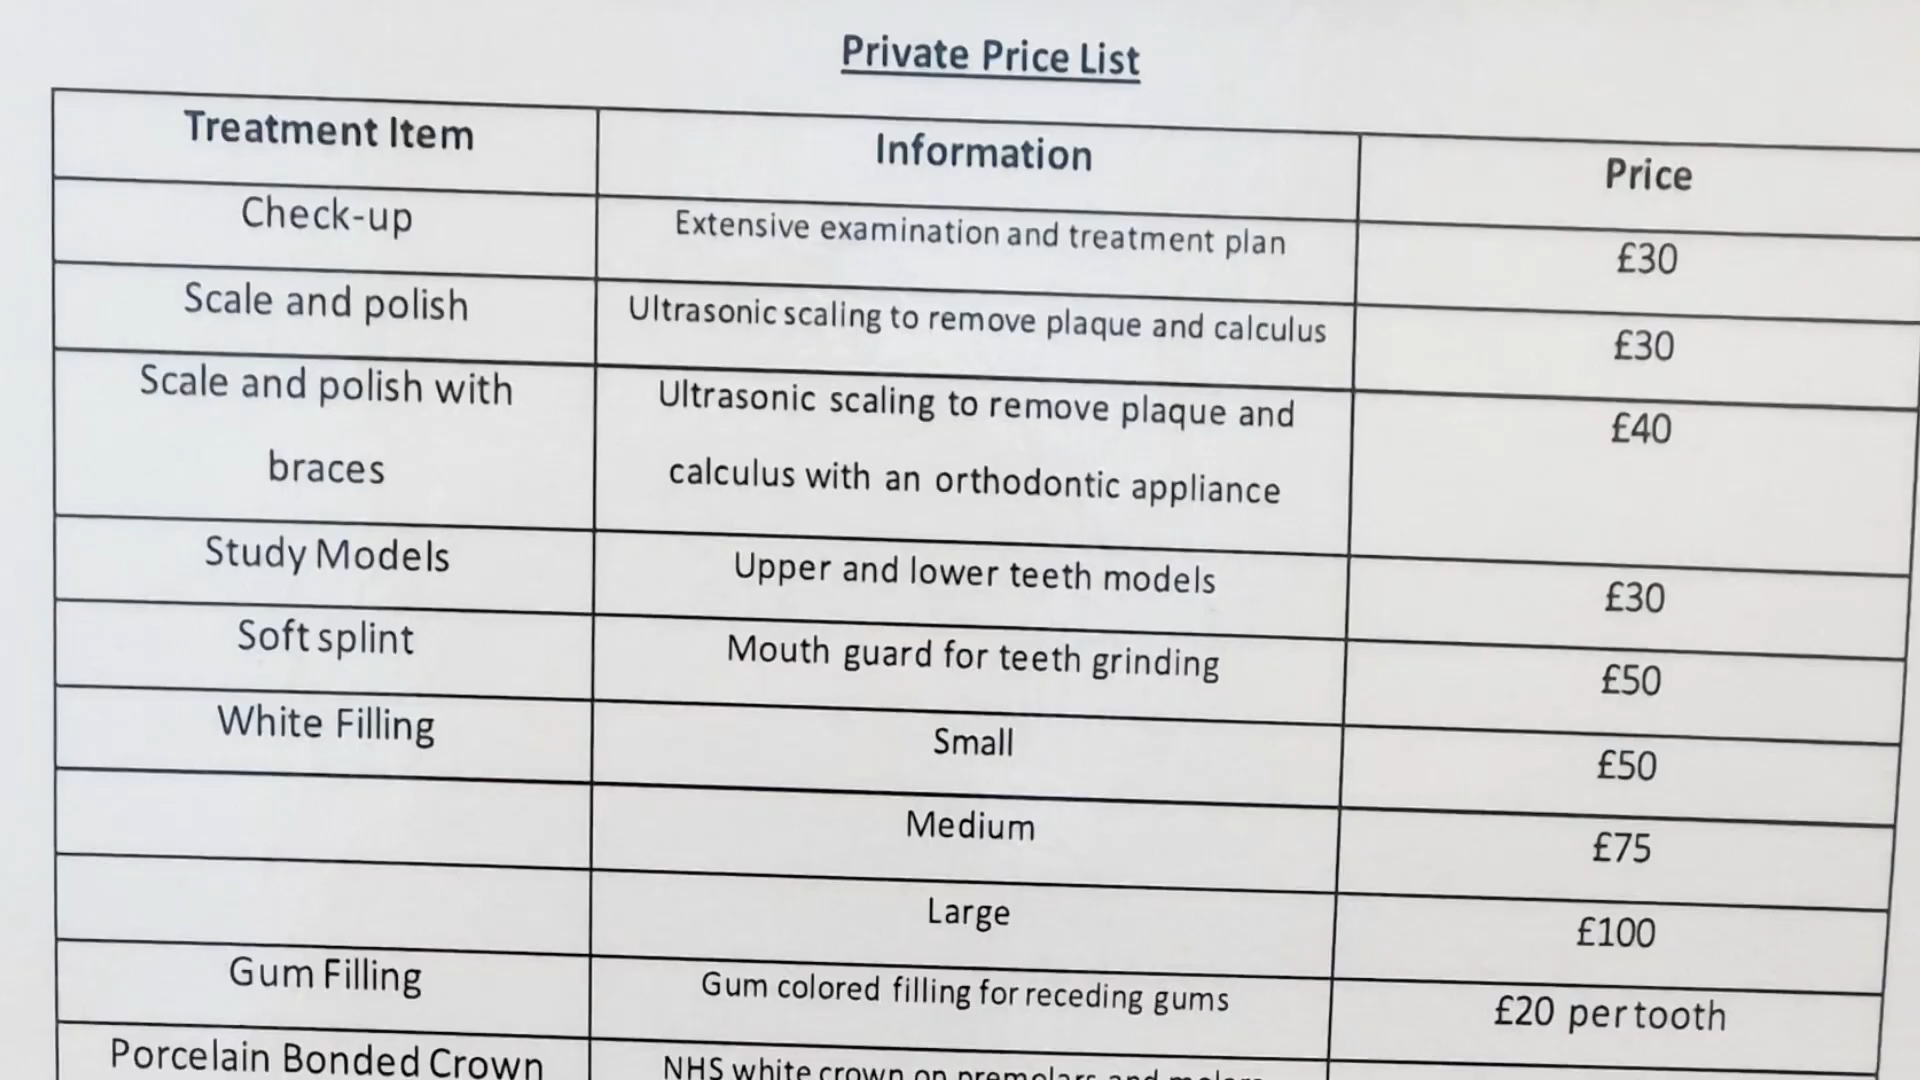 Private Price List
Treatment Item Information Price
Check-up Extensive examination and treatment plan £30
Scale and polish Ultrasonic scaling to remove plaque and calculus £30
Scale and polish with Ultrasonic scaling to remove plaque and £40
braces calculus with an orthodontic appliance
Study Models Upper and lower teeth models £30
Soft splint Mouth guard for teeth grinding £50
White Filling Small £50
Medium £75
Large £100
Gum Filling Gum colored filling for receding gums £20 per tooth
Porcelain Bonded Crown NHS white crown on premolars and molars